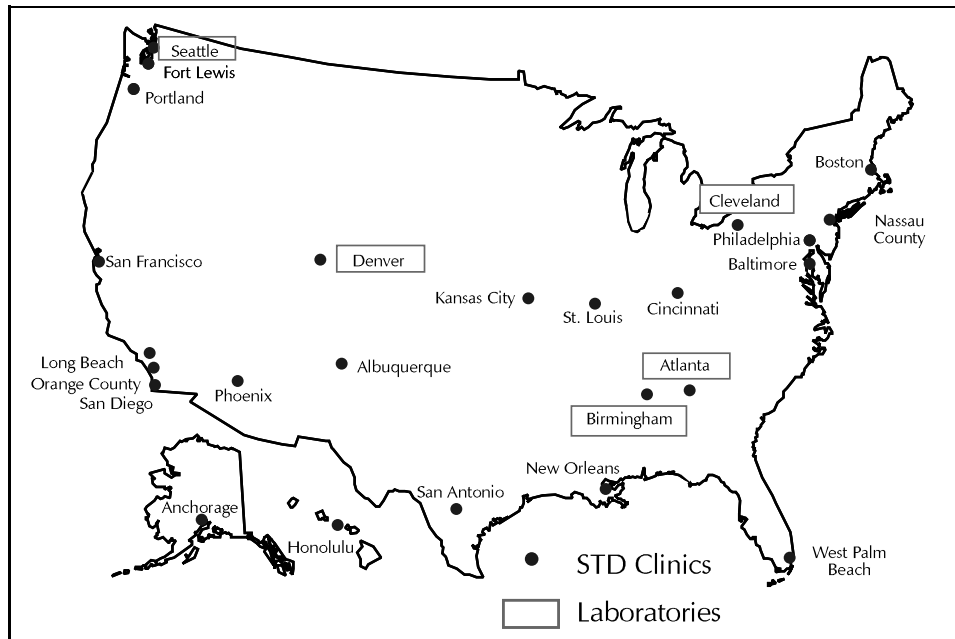 Seattle
Fort Lewis
Portland
Boston
Cleveland
Nassau
County
Philadelphia
Baltimore
San Francisco
Denver
Kansas City
St. Louis
Cincinnati
Long Beach
Orange County
San Diego
Phoenix
Albuquerque
Atlanta
Birmingham
New Orleans
San Antonio
Anchorage
Honolulu
West Palm
Beach
STD Clinics
Laboratories